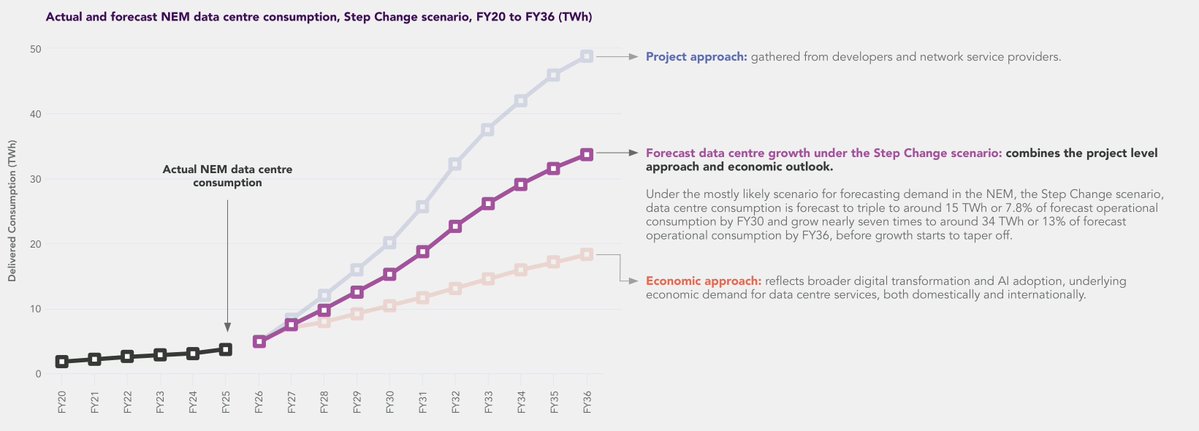 Actual and forecast NEM data centre consumption, Step Change scenario, FY20 to FY36 (TWh)
Delivered Consumption (TWh)
50
40
30
20
10
0
Actual NEM data centre
consumption
FY20
FY21
FY22
FY23
FY24
FY25
FY26
FY27
FY28
FY29
FY30
FY31
FY32
FY33
FY34
FY35
FY36
Project approach: gathered from developers and network service providers.
Forecast data centre growth under the Step Change scenario: combines the project level
approach and economic outlook.
Under the mostly likely scenario for forecasting demand in the NEM, the Step Change scenario,
data centre consumption is forecast to triple to around 15 TWh or 7.8% of forecast operational
consumption by FY30 and grow nearly seven times to around 34 TWh or 13% of forecast
operational consumption by FY36, before growth starts to taper off.
Economic approach: reflects broader digital transformation and AI adoption, underlying
economic demand for data centre services, both domestically and internationally.